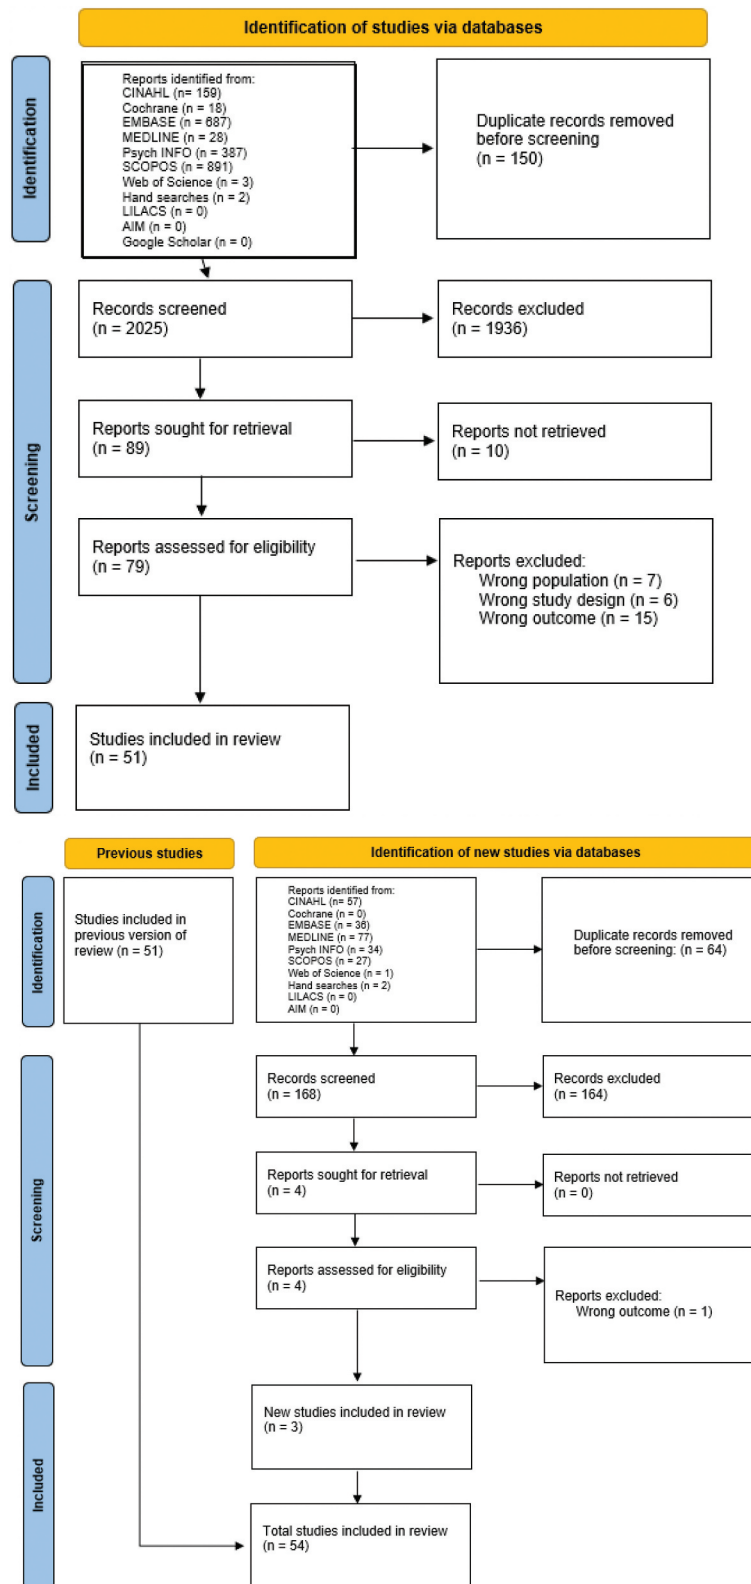 Identification of studies via databases
Identification
Reports identified from:
CINAHL (n= 159)
Cochrane (n = 18)
EMBASE (n = 687)
MEDLINE (n = 28)
Psych INFO (n = 387)
SCOPOS (n = 891)
Web of Science (n = 3)
Hand searches (n = 2)
LILACS (n = 0)
AIM (n = 0)
Google Scholar (n = 0)
Duplicate records removed
before screening
(n = 150)
Screening
Records screened
(n = 2025)
Records excluded
(n = 1936)
Reports sought for retrieval
(n = 89)
Reports not retrieved
(n = 10)
Reports assessed for eligibility
(n = 79)
Reports excluded:
Wrong population (n = 7)
Wrong study design (n = 6)
Wrong outcome (n = 15)
Included
Studies included in review
(n = 51)
Previous studies
Identification of new studies via databases
Identification
Studies included in
previous version of
review (n = 51)
Reports identified from:
CINAHL (n= 57)
Cochrane (n = 0)
EMBASE (n = 36)
MEDLINE (n = 77)
Psych INFO (n = 34)
SCOPOS (n = 27)
Web of Science (n = 1)
Hand searches (n = 2)
LILACS (n = 0)
AIM (n = 0)
Duplicate records removed
before screening: (n = 64)
Screening
Records screened
(n = 168)
Records excluded
(n = 164)
Reports sought for retrieval
(n = 4)
Reports not retrieved
(n = 0)
Reports assessed for eligibility
(n = 4)
Reports excluded:
Wrong outcome (n = 1)
Included
New studies included in review
(n = 3)
Total studies included in review
(n = 54)